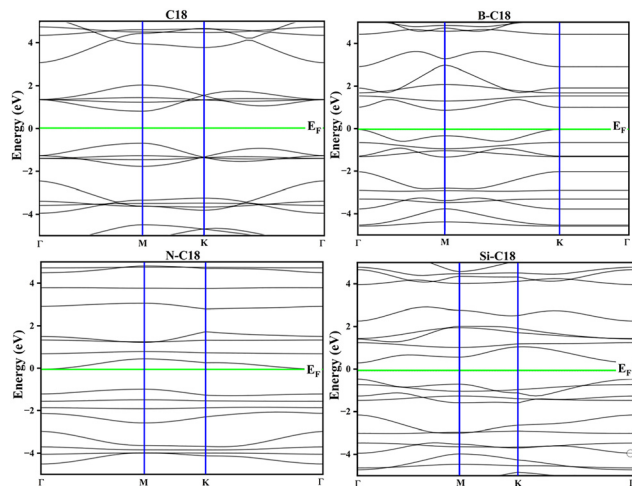 C18
Energy (eV)
4
2
0
−2
−4
E_F
Γ
M
K
Γ
B-C18
Energy (eV)
4
2
0
−2
−4
E_F
Γ
M
K
Γ
N-C18
Energy (eV)
4
2
0
−2
−4
E_F
Γ
M
K
Γ
Si-C18
Energy (eV)
4
2
0
−2
−4
E_F
Γ
M
K
Γ